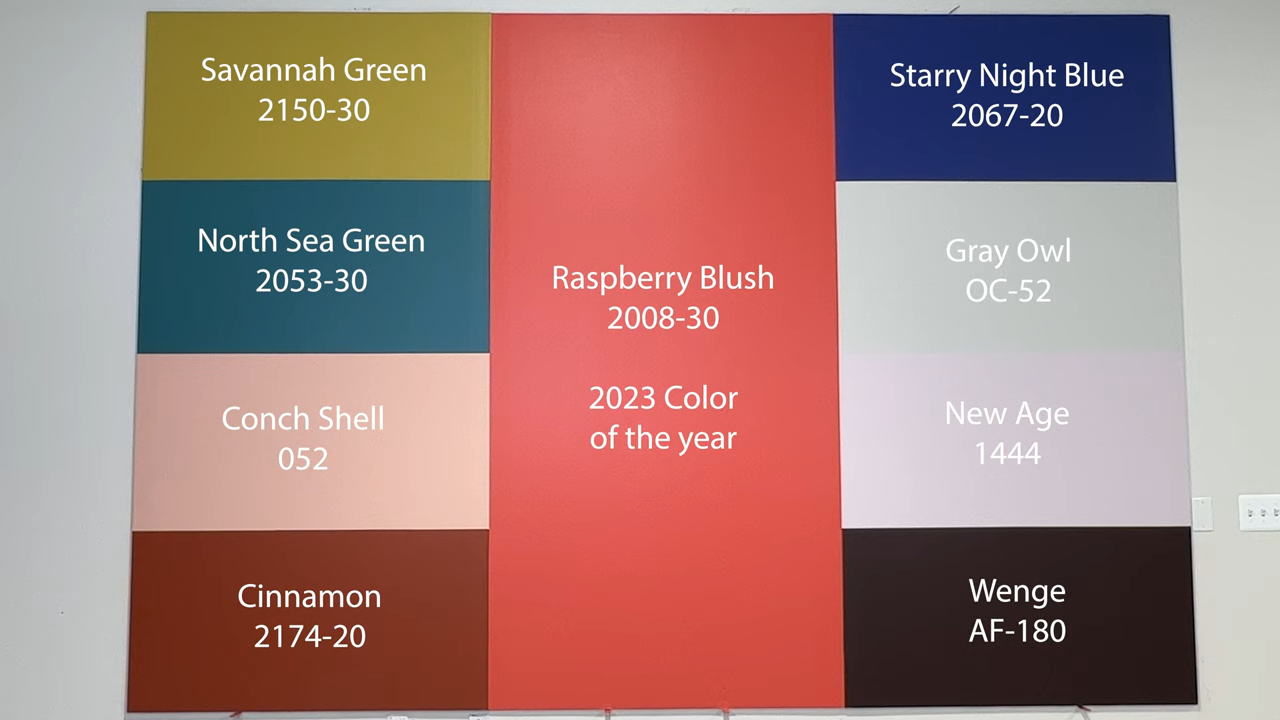 Savannah Green
2150-30
North Sea Green
2053-30
Conch Shell
052
Cinnamon
2174-20
Raspberry Blush
2008-30
2023 Color
of the year
Starry Night Blue
2067-20
Gray Owl
OC-52
New Age
1444
Wenge
AF-180